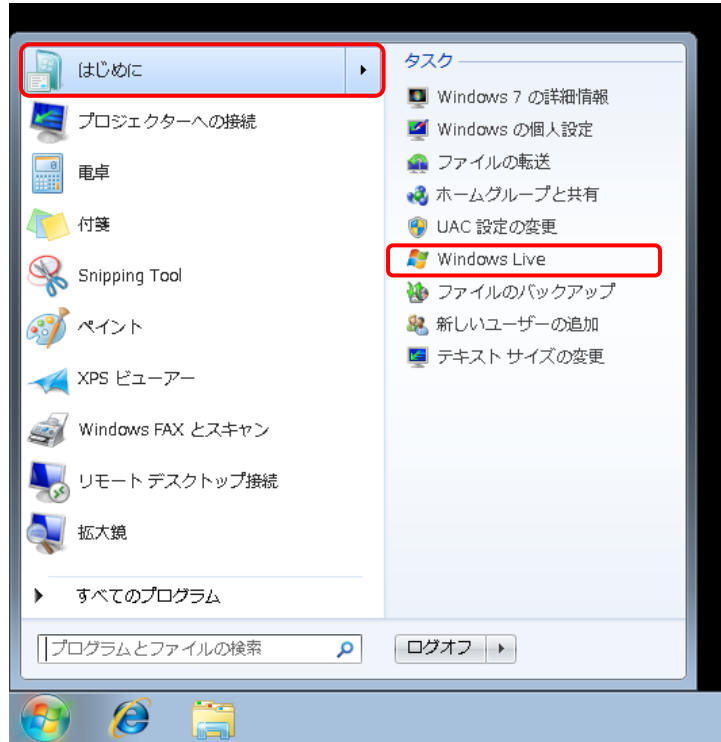 はじめに
プロジェクターへの接続
電卓
付箋
Snipping Tool
ペイント
XPS ビューアー
Windows FAX とスキャン
リモート デスクトップ接続
拡大鏡
すべてのプログラム
プログラムとファイルの検索
タスク
Windows 7 の詳細情報
Windows の個人設定
ファイルの転送
ホームグループと共有
UAC 設定の変更
Windows Live
ファイルのバックアップ
新しいユーザーの追加
テキスト サイズの変更
ログオフ